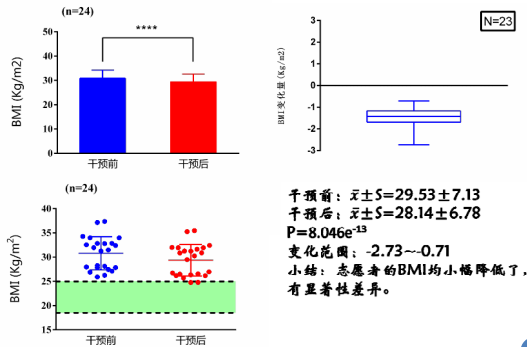 (n=24)
****
50
40
30
20
10
0
BMI (Kg/m2)
干预前
干预后
N=23
3
2
1
0
-1
-2
-3
BMI变化量(Kg/m2)
(n=24)
45
40
35
30
25
20
15
BMI (Kg/m²)
干预前
干预后
干预前：x̄±S=29.53±7.13
干预后：x̄±S=28.14±6.78
P=8.046e⁻¹³
变化范围：-2.73~-0.71
小结：志愿者的BMI均小幅降低了，
有显著性差异。